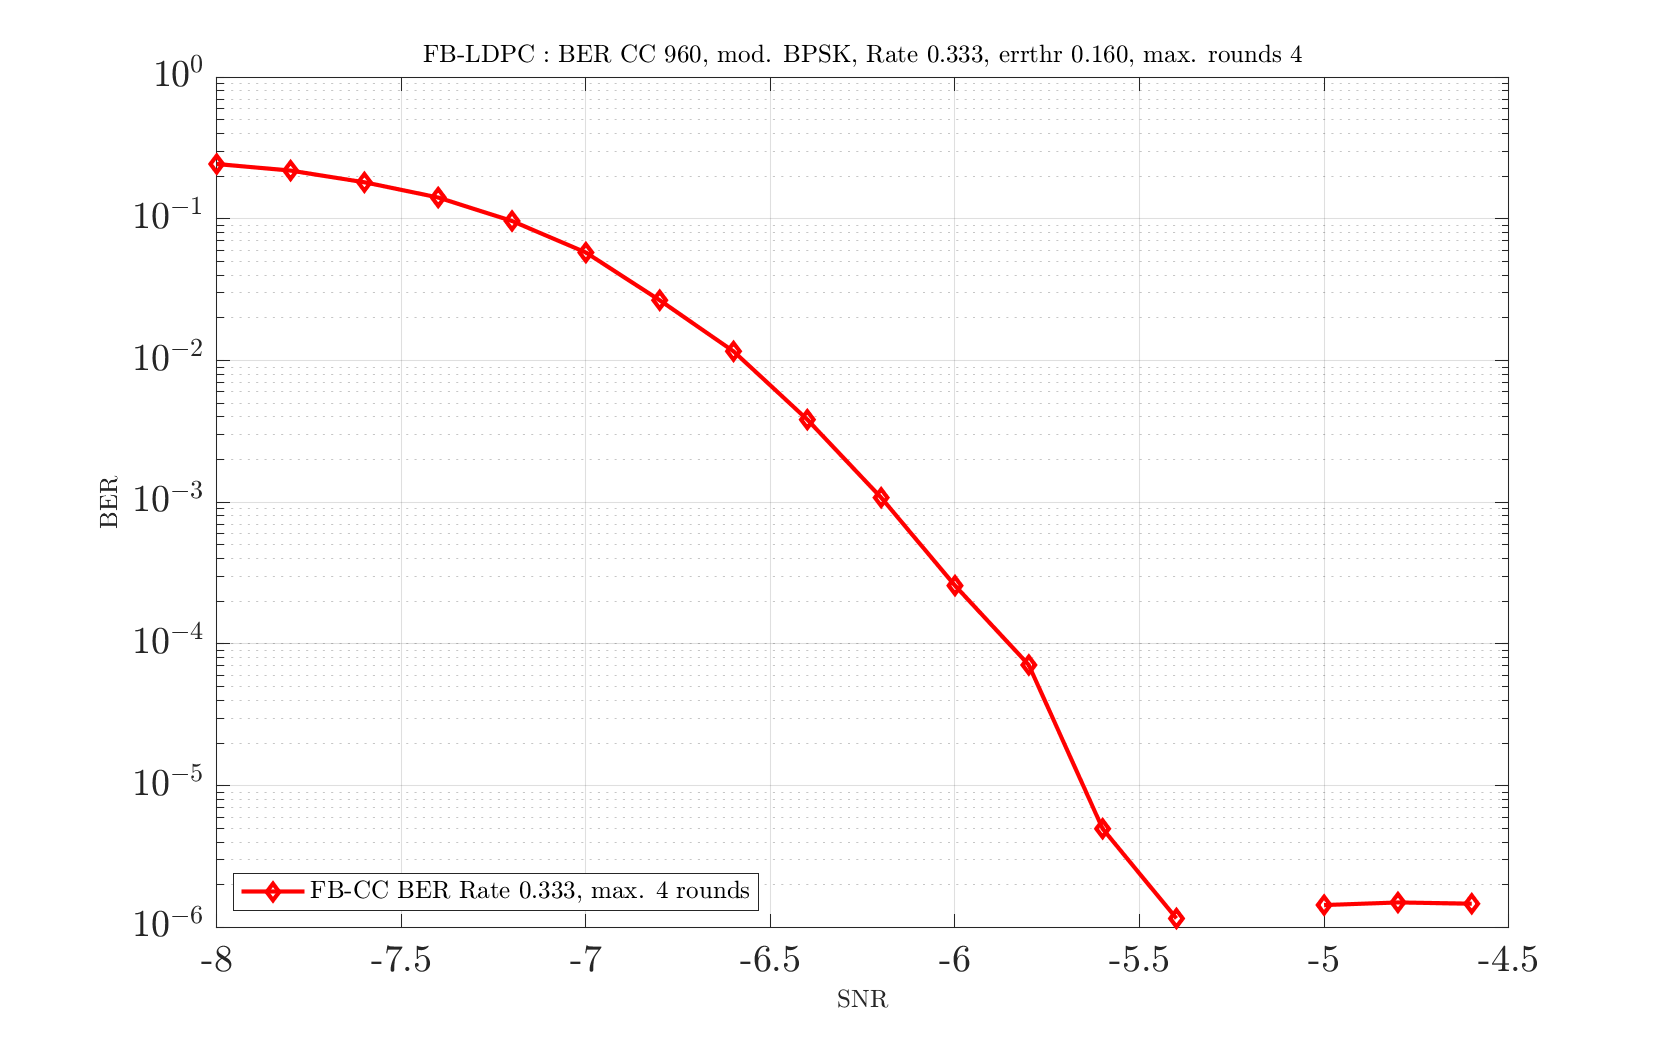 FB-LDPC : BER CC 960, mod. BPSK, Rate 0.333, errthr 0.160, max. rounds 4
10^0
10^{-1}
10^{-2}
10^{-3}
10^{-4}
10^{-5}
10^{-6}
BER
FB-CC BER Rate 0.333, max. 4 rounds
-8 -7.5 -7 -6.5 -6 -5.5 -5 -4.5
SNR